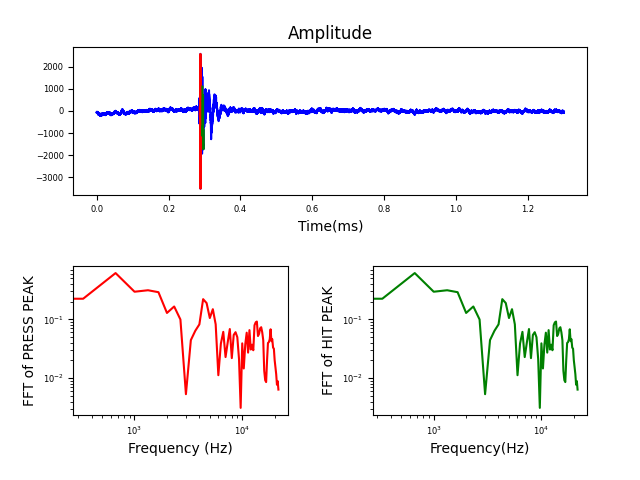 Amplitude
2000
1000
0
−1000
−2000
−3000
0.0 0.2 0.4 0.6 0.8 1.0 1.2
Time(ms)
FFT of PRESS PEAK
10⁻¹
10⁻²
10³ 10⁴
Frequency (Hz)
FFT of HIT PEAK
10⁻¹
10⁻²
10³ 10⁴
Frequency(Hz)